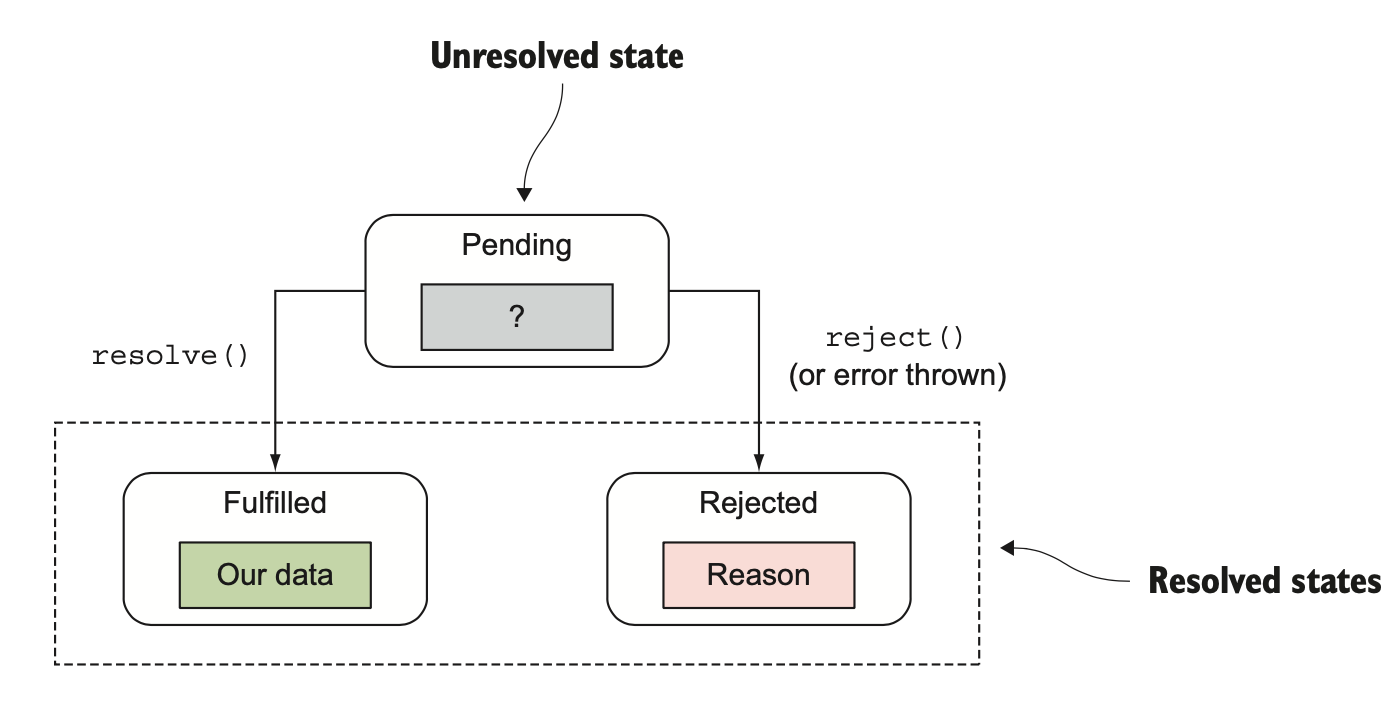 Unresolved state
Pending
?
resolve()
reject()
(or error thrown)
Fulfilled
Our data
Rejected
Reason
Resolved states